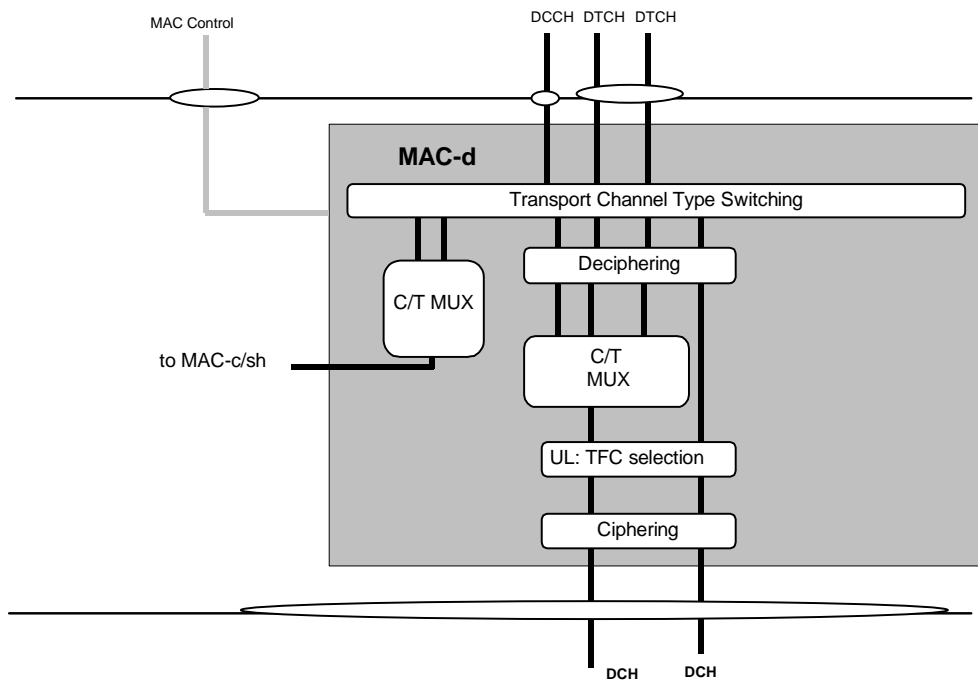 MAC Control
DCCH DTCH DTCH
MAC-d
Transport Channel Type Switching
Deciphering
C/T MUX
to MAC-c/sh
C/T
MUX
UL: TFC selection
Ciphering
DCH
DCH